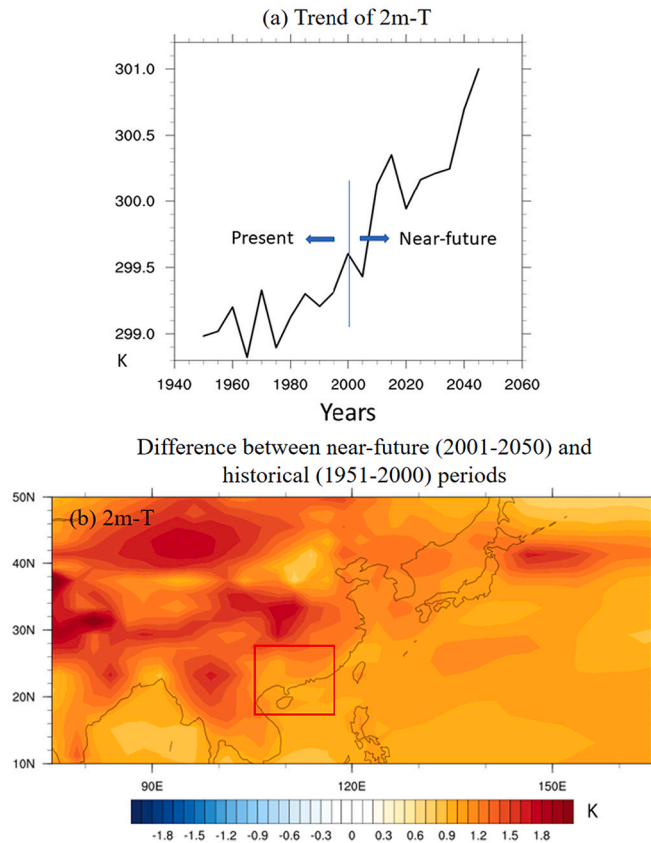 (a) Trend of 2m-T
301.0
300.5
300.0
Present
Near-future
299.5
299.0
K
1940 1960 1980 2000 2020 2040 2060
Years
Difference between near-future (2001-2050) and
historical (1951-2000) periods
50N
(b) 2m-T
40N
30N
20N
10N
90E 120E 150E
K
-1.8 -1.5 -1.2 -0.9 -0.6 -0.3 0 0.3 0.6 0.9 1.2 1.5 1.8